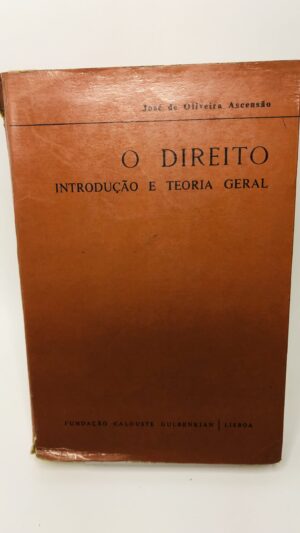 José de Oliveira Ascensão
O DIREITO
INTRODUÇÃO E TEORIA GERAL
FUNDAÇÃO CALOUSTE GULBENKIAN | LISBOA